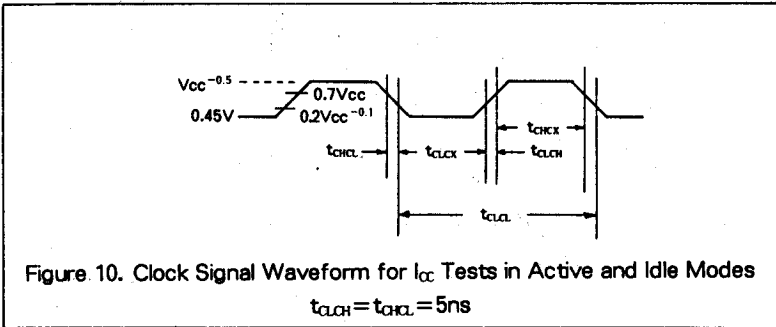 Vcc-0.5
0.7Vcc
0.45V
0.2Vcc-0.1
tCHCX
tCHCL
tCLCX
tCLCH
tCLCL
Figure 10. Clock Signal Waveform for Icc Tests in Active and Idle Modes
tCLCH=tCHCL=5ns